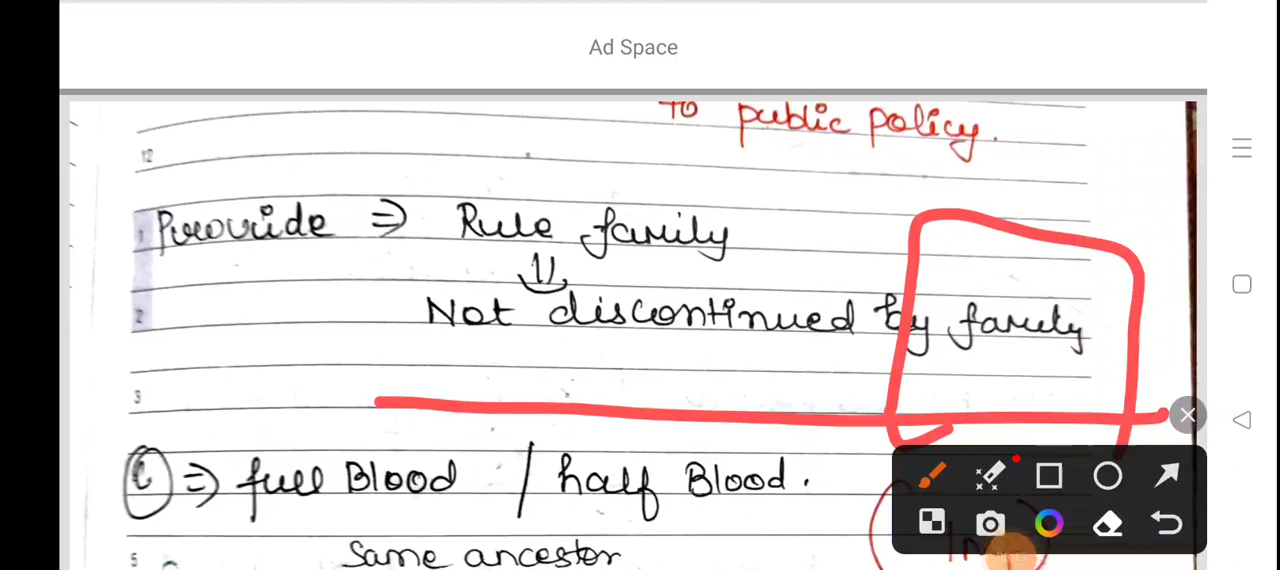 Ad Space
To public policy.
12
1 Provide ⇒ Rule family
⇓
2 Not discontinued by family
3
C ⇒ full Blood / half Blood.
5 Same ancestor